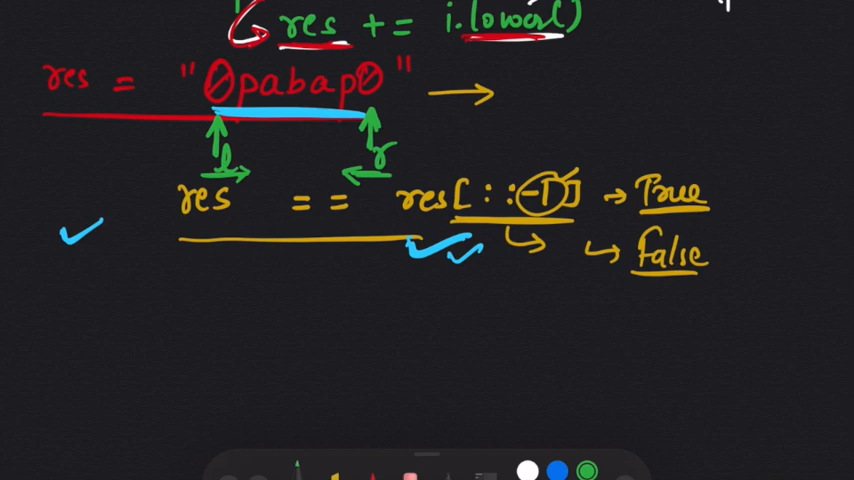 res += i.lower()
res = "0pabap0"
l r
res == res[::-1] → True
↳ False